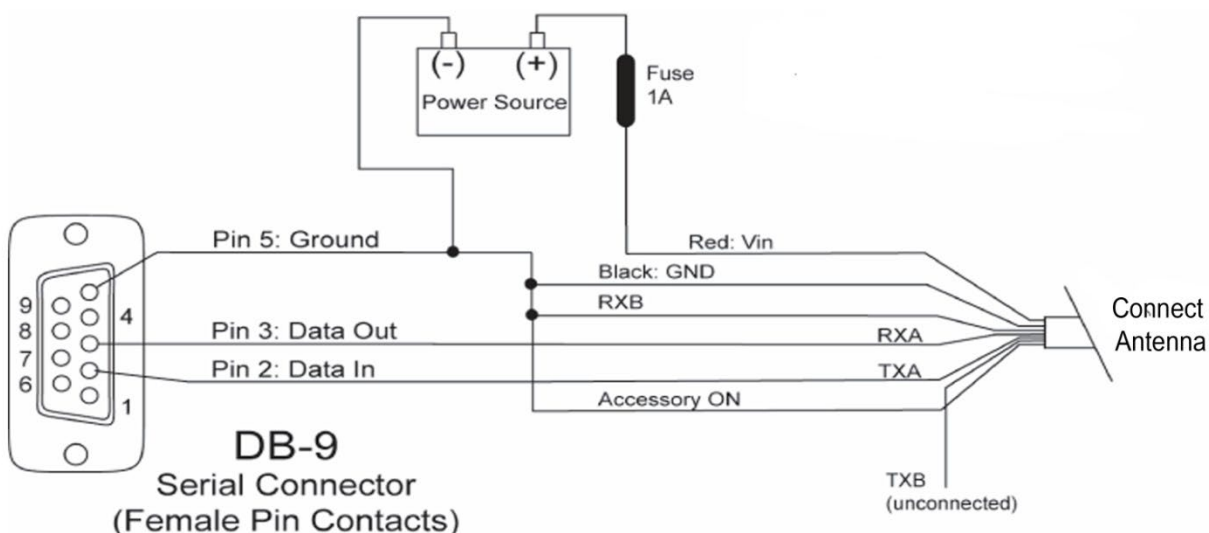 (-)
(+)
Power Source
Fuse
1A
Pin 5: Ground
Red: Vin
Black: GND
RXB
9
4
8
Pin 3: Data Out
RXA
7
Pin 2: Data In
TXA
6
1
Accessory ON
Connect
Antenna
DB-9
Serial Connector
(Female Pin Contacts)
TXB
(unconnected)